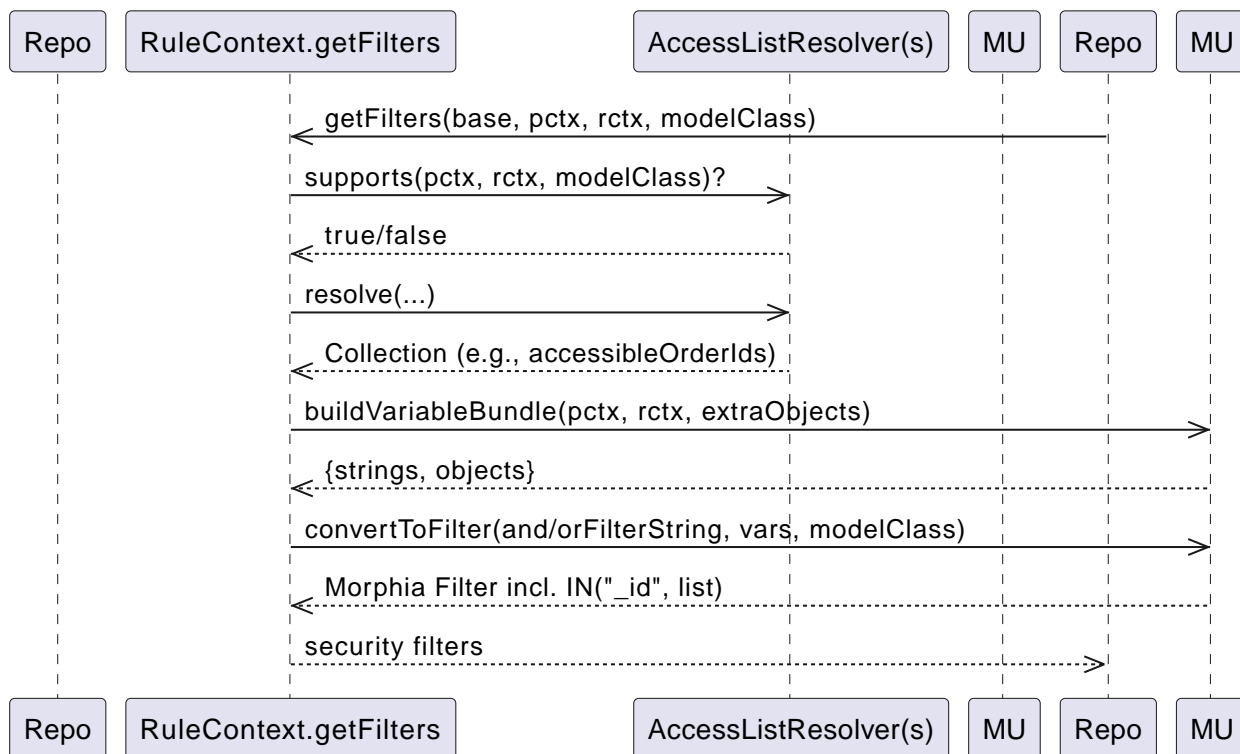 Repo
RuleContext.getFilters
AccessListResolver(s)
MU
Repo
MU
getFilters(base, pctx, rctx, modelClass)
supports(pctx, rctx, modelClass)?
true/false
resolve(...)
Collection (e.g., accessibleOrderIds)
buildVariableBundle(pctx, rctx, extraObjects)
{strings, objects}
convertToFilter(and/orFilterString, vars, modelClass)
Morphia Filter incl. IN("_id", list)
security filters
Repo
RuleContext.getFilters
AccessListResolver(s)
MU
Repo
MU